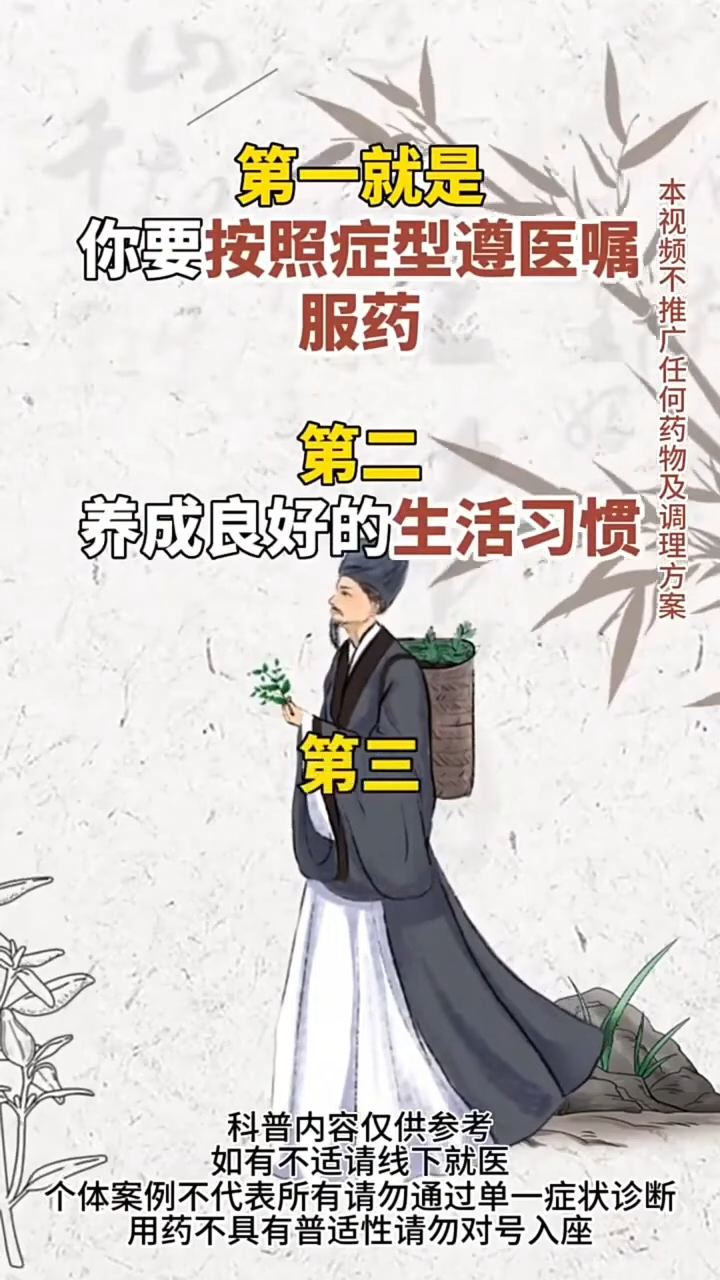 第一就是
你要按照症型遵医嘱
服药
第二
养成良好的生活习惯
第三
本视频不推广任何药物及调理方案
科普内容仅供参考
如有不适请线下就医
个体案例不代表所有请勿通过单一症状诊断
用药不具有普适性请勿对号入座